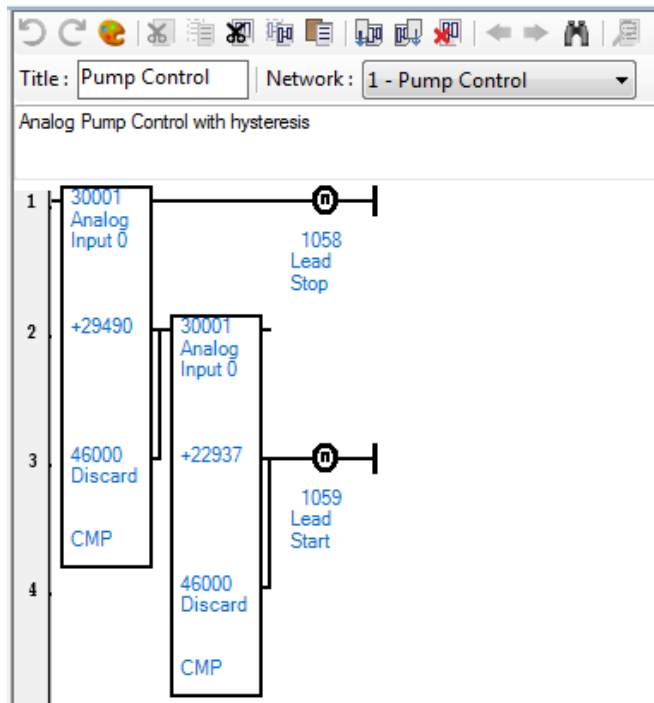 Title : Pump Control Network : 1 - Pump Control
Analog Pump Control with hysteresis
1
30001
Analog
Input 0
n
1058
Lead
Stop
2
+29490
30001
Analog
Input 0
3
46000
Discard
+22937
n
1059
Lead
Start
CMP
4
46000
Discard
CMP